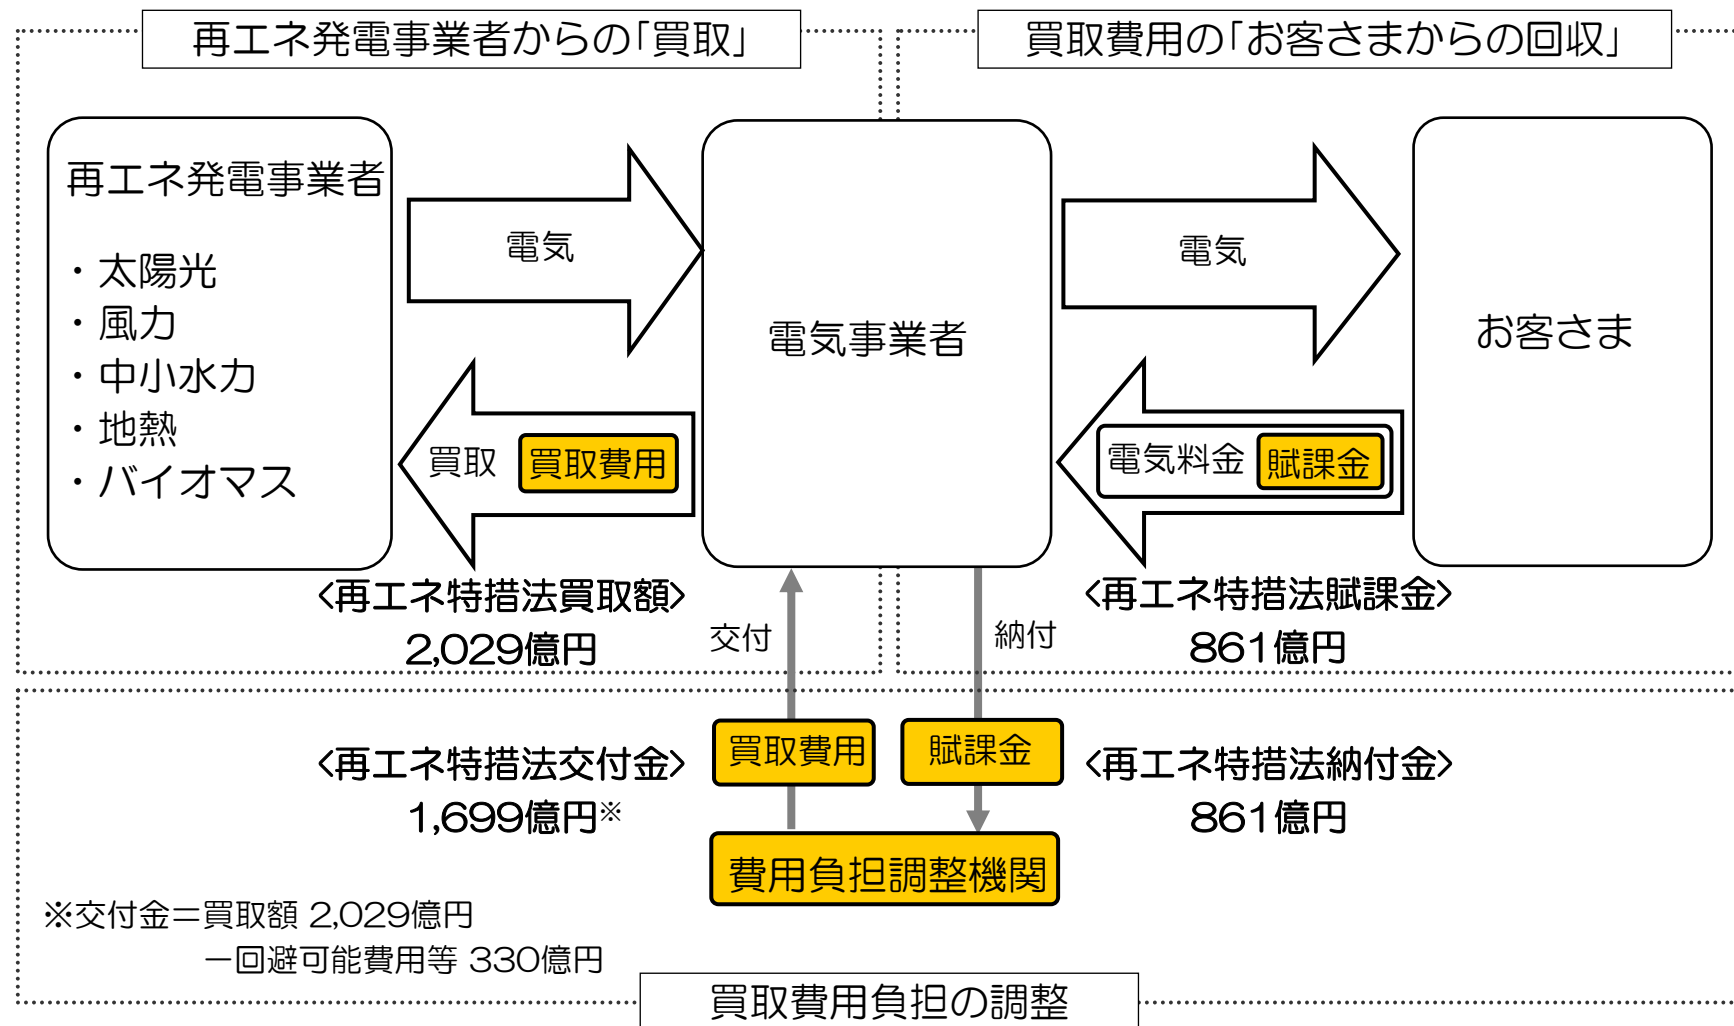 再エネ発電事業者からの「買取」
買取費用の「お客さまからの回収」
再エネ発電事業者
・太陽光
・風力
・中小水力
・地熱
・バイオマス
電気
買取 買取費用
電気事業者
電気
電気料金 賦課金
お客さま
<再エネ特措法買取額>
2,029億円
交付
納付
<再エネ特措法賦課金>
861億円
<再エネ特措法交付金>
1,699億円※
買取費用
賦課金
<再エネ特措法納付金>
861億円
費用負担調整機関
※交付金=買取額 2,029億円
－回避可能費用等 330億円
買取費用負担の調整